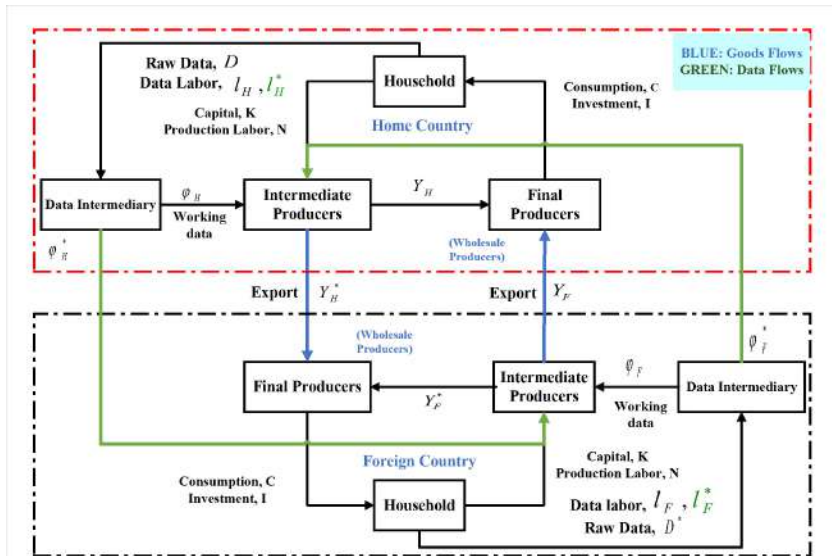 Raw Data, D
Data Labor, l_H , l_H^*
Capital, K
Production Labor, N
Household
Consumption, C
Investment, I
BLUE: Goods Flows
GREEN: Data Flows
Home Country
Data Intermediary
φ_H
Working
data
Intermediate
Producers
Y_H
Final
Producers
φ_H^*
(Wholesale
Producers)
Export
Y_H^*
Export
Y_F
(Wholesale
Producers)
φ_F^*
Final Producers
Y_F^*
Intermediate
Producers
φ_F
Working
data
Data Intermediary
Foreign Country
Consumption, C
Investment, I
Household
Capital, K
Production Labor, N
Data labor, l_F , l_F^*
Raw Data, D^*